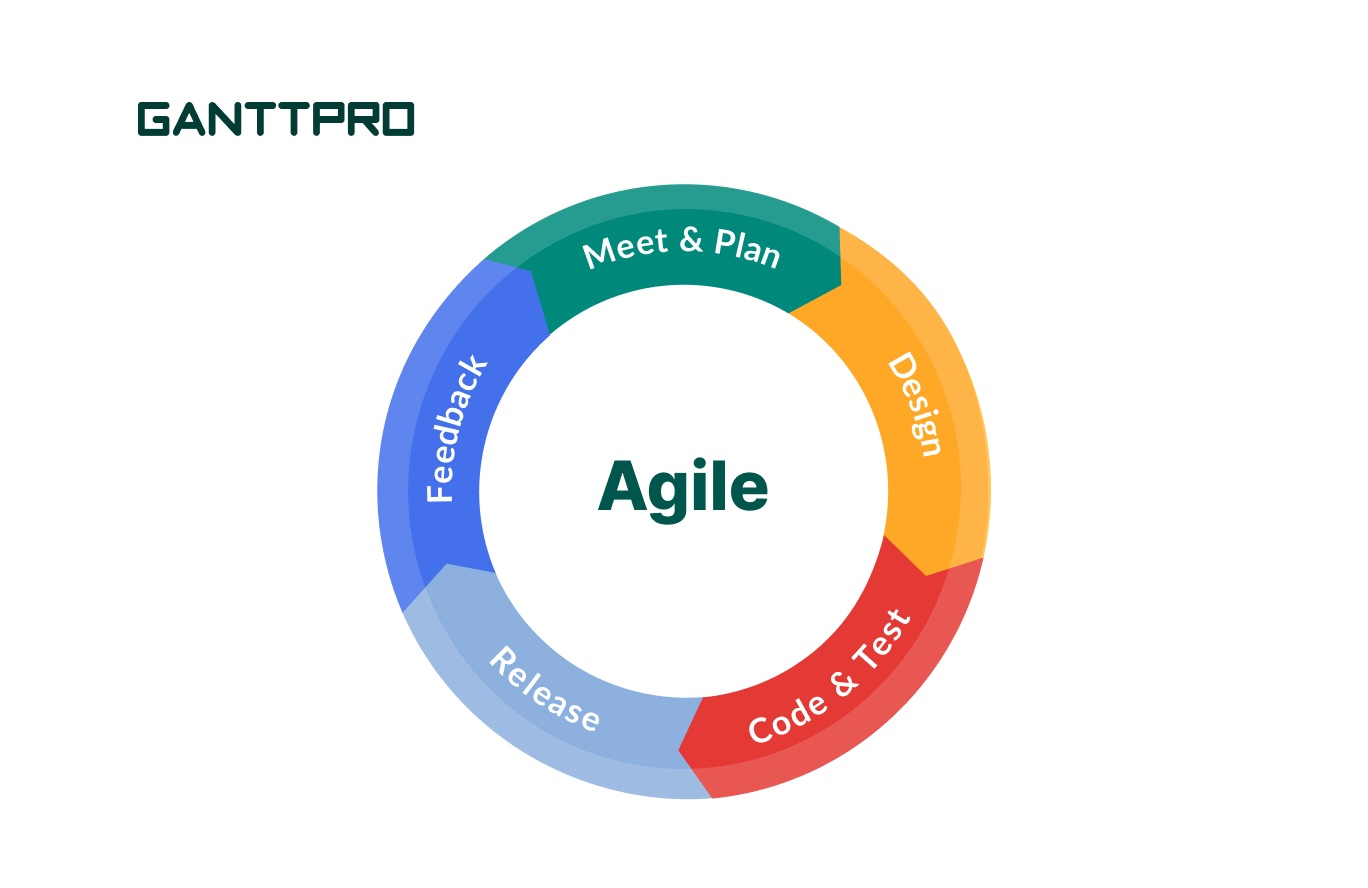 GANTTPRO
Meet & Plan
Design
Code & Test
Release
Feedback
Agile